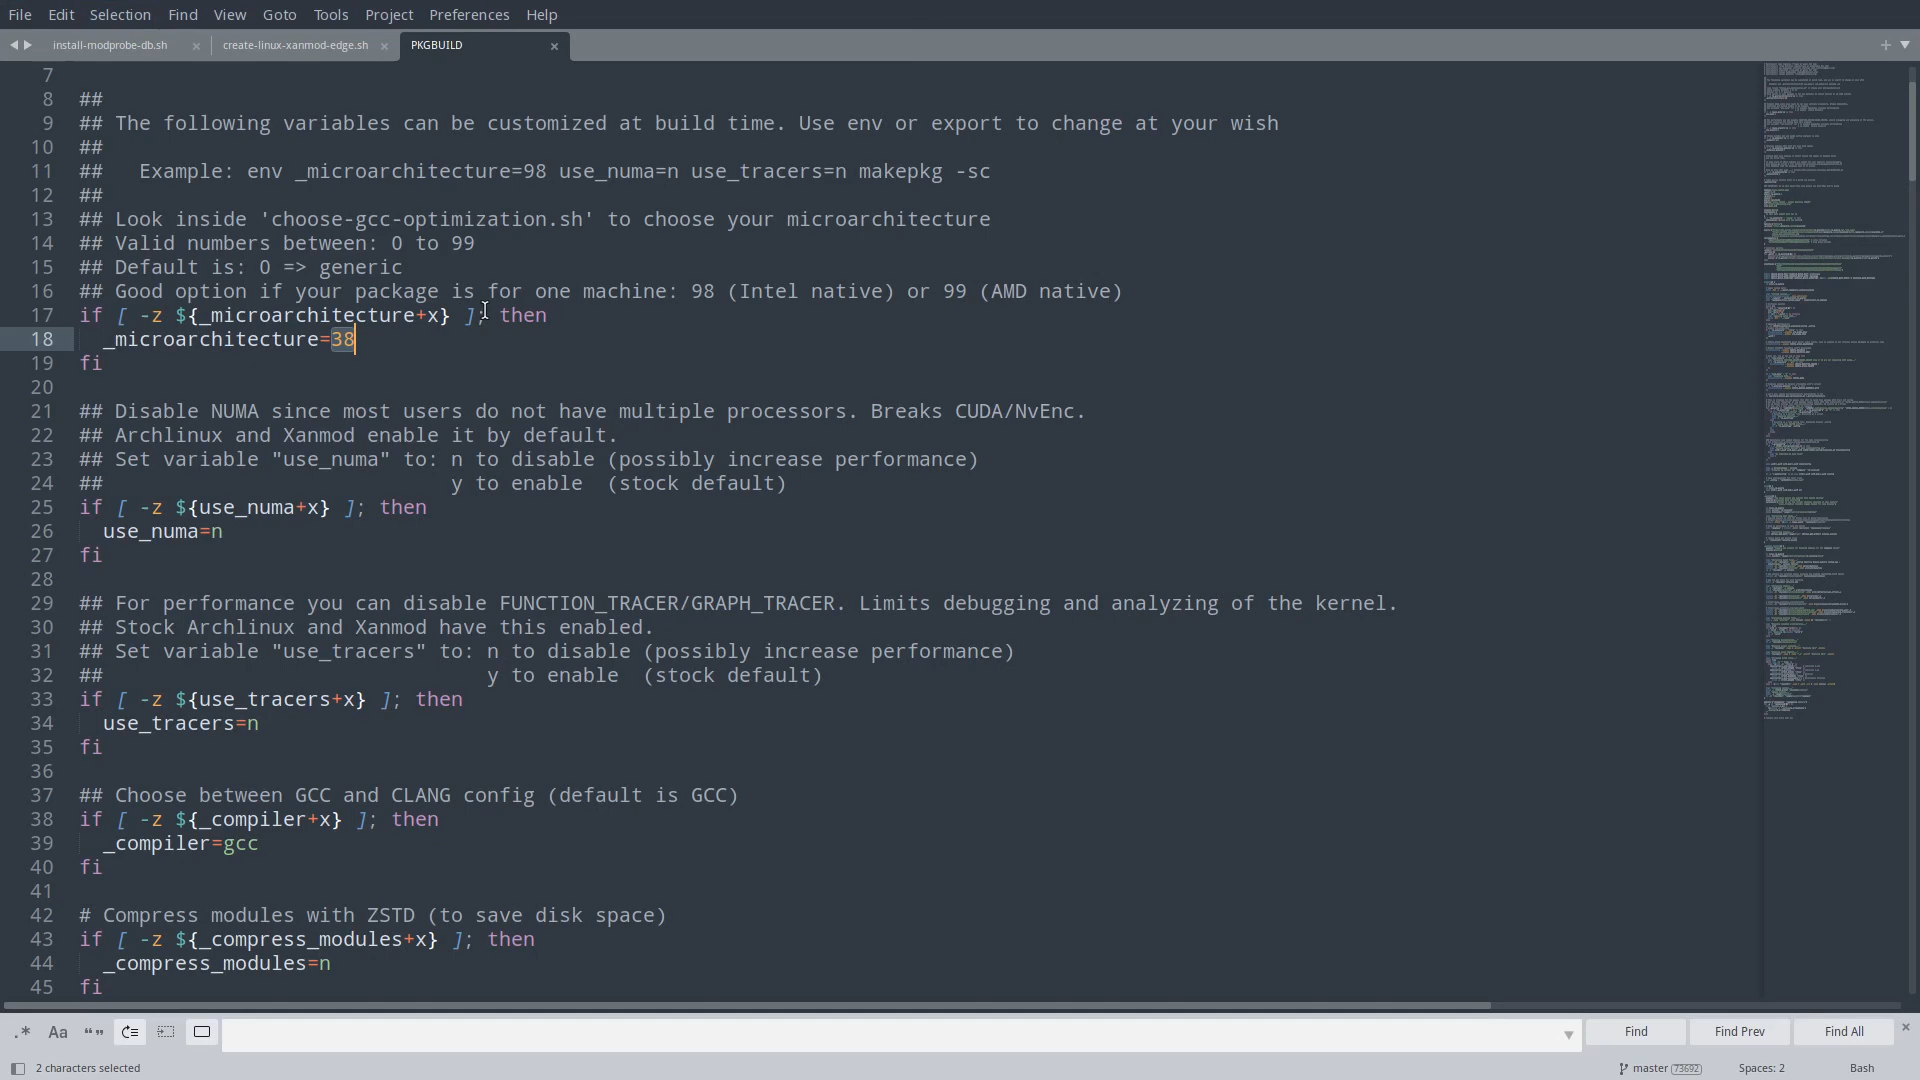 File Edit Selection Find View Goto Tools Project Preferences Help
install-modprobe-db.sh × create-linux-xanmod-edge.sh × PKGBUILD ×
7
8 ##
9 ## The following variables can be customized at build time. Use env or export to change at your wish
10 ##
11 ##   Example: env _microarchitecture=98 use_numa=n use_tracers=n makepkg -sc
12 ##
13 ## Look inside 'choose-gcc-optimization.sh' to choose your microarchitecture
14 ## Valid numbers between: 0 to 99
15 ## Default is: 0 => generic
16 ## Good option if your package is for one machine: 98 (Intel native) or 99 (AMD native)
17 if [ -z ${_microarchitecture+x} ]; then
18   _microarchitecture=38
19 fi
20
21 ## Disable NUMA since most users do not have multiple processors. Breaks CUDA/NvEnc.
22 ## Archlinux and Xanmod enable it by default.
23 ## Set variable "use_numa" to: n to disable (possibly increase performance)
24 ##                             y to enable  (stock default)
25 if [ -z ${use_numa+x} ]; then
26   use_numa=n
27 fi
28
29 ## For performance you can disable FUNCTION_TRACER/GRAPH_TRACER. Limits debugging and analyzing of the kernel.
30 ## Stock Archlinux and Xanmod have this enabled.
31 ## Set variable "use_tracers" to: n to disable (possibly increase performance)
32 ##                                y to enable  (stock default)
33 if [ -z ${use_tracers+x} ]; then
34   use_tracers=n
35 fi
36
37 ## Choose between GCC and CLANG config (default is GCC)
38 if [ -z ${_compiler+x} ]; then
39   _compiler=gcc
40 fi
41
42 # Compress modules with ZSTD (to save disk space)
43 if [ -z ${_compress_modules+x} ]; then
44   _compress_modules=n
45 fi
.* Aa Find Find Prev Find All ×
2 characters selected master 73692 Spaces: 2 Bash